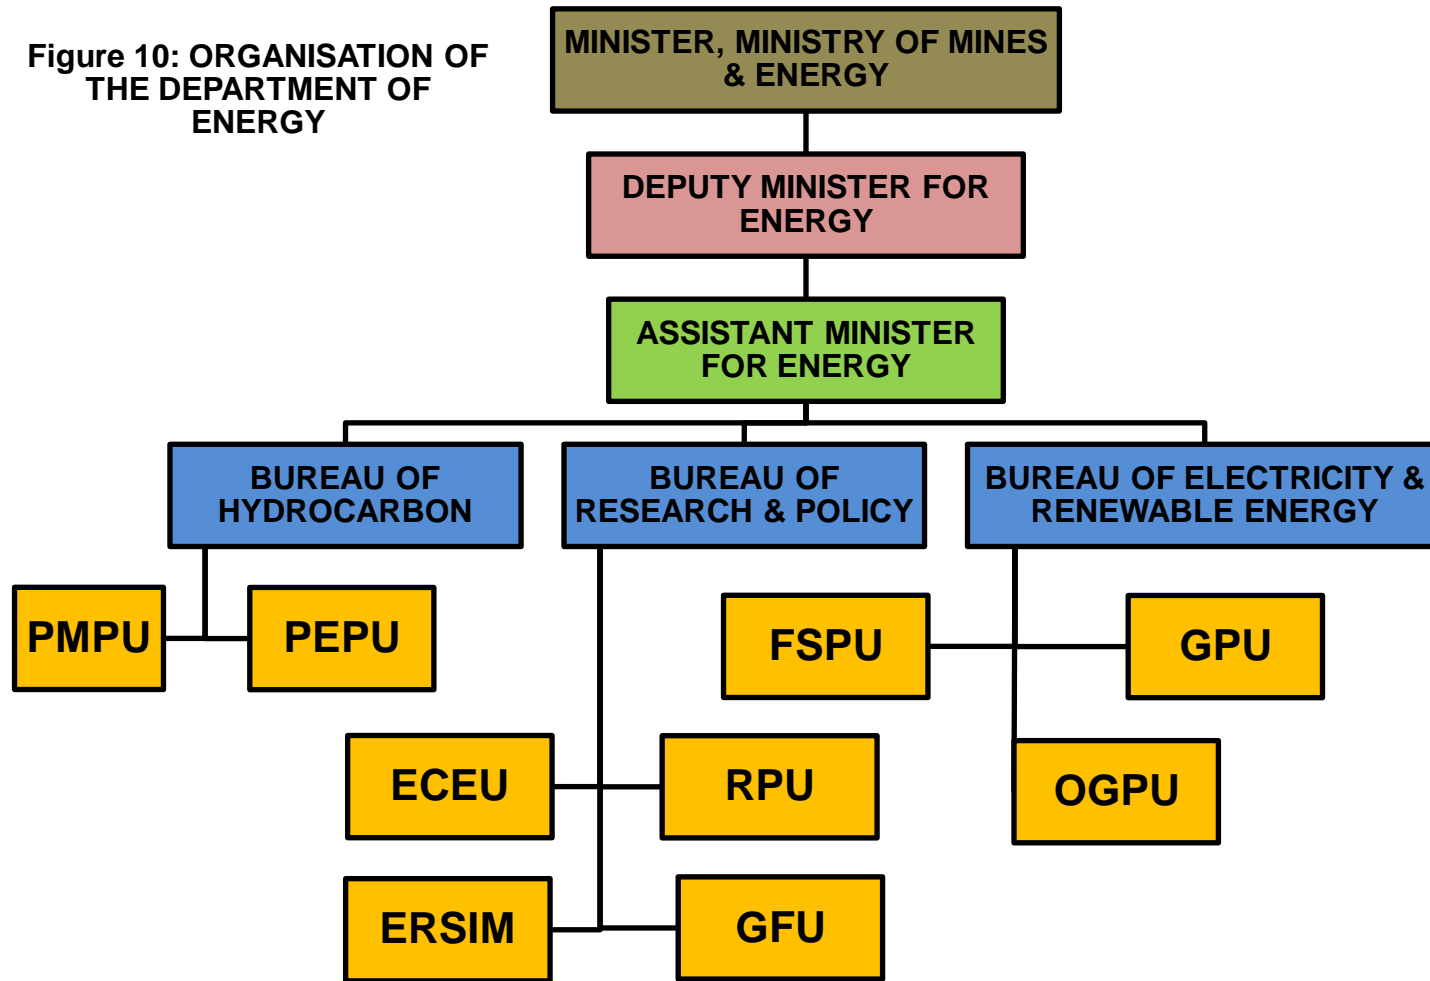 Figure 10: ORGANISATION OF
THE DEPARTMENT OF
ENERGY
MINISTER, MINISTRY OF MINES
& ENERGY
DEPUTY MINISTER FOR
ENERGY
ASSISTANT MINISTER
FOR ENERGY
BUREAU OF
HYDROCARBON
BUREAU OF
RESEARCH & POLICY
BUREAU OF ELECTRICITY &
RENEWABLE ENERGY
PMPU
PEPU
FSPU
GPU
ECEU
RPU
OGPU
ERSIM
GFU